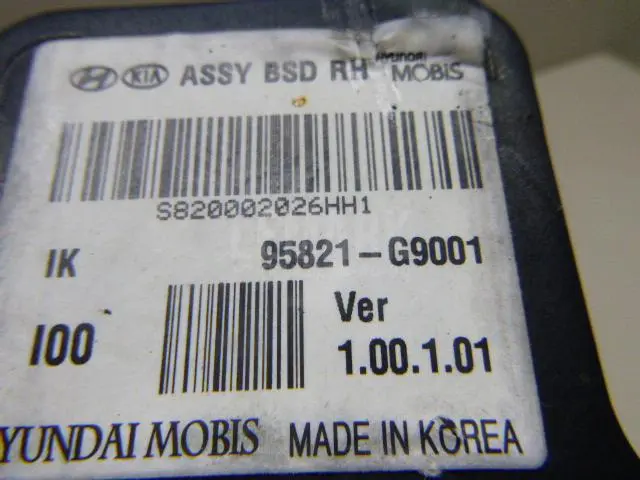 KIA ASSY BSD RH HYUNDAI MOBIS
S820002026HH1
IK 95821-G9001
I00 Ver
1.00.1.01
YUNDAI MOBIS MADE IN KOREA